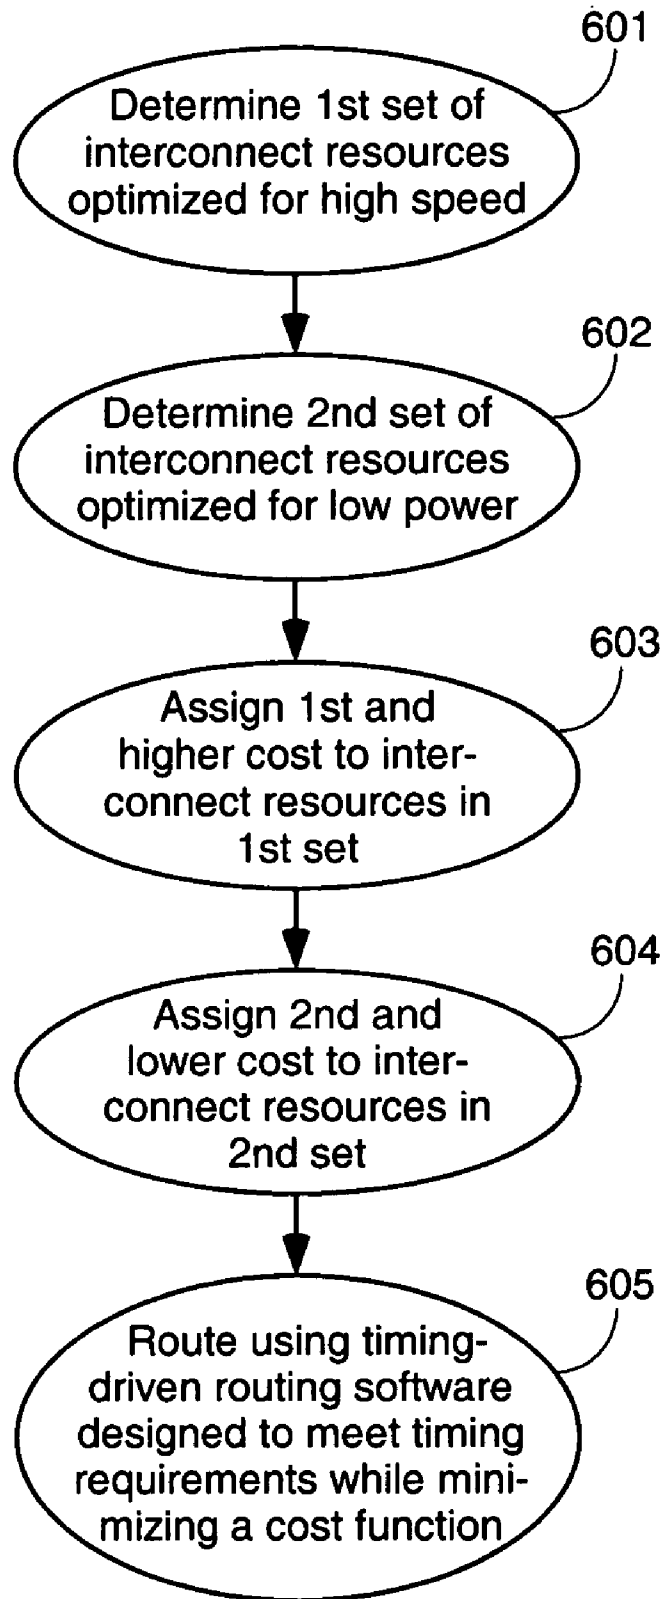 601
Determine 1st set of
interconnect resources
optimized for high speed
602
Determine 2nd set of
interconnect resources
optimized for low power
603
Assign 1st and
higher cost to inter-
connect resources in
1st set
604
Assign 2nd and
lower cost to inter-
connect resources in
2nd set
605
Route using timing-
driven routing software
designed to meet timing
requirements while mini-
mizing a cost function